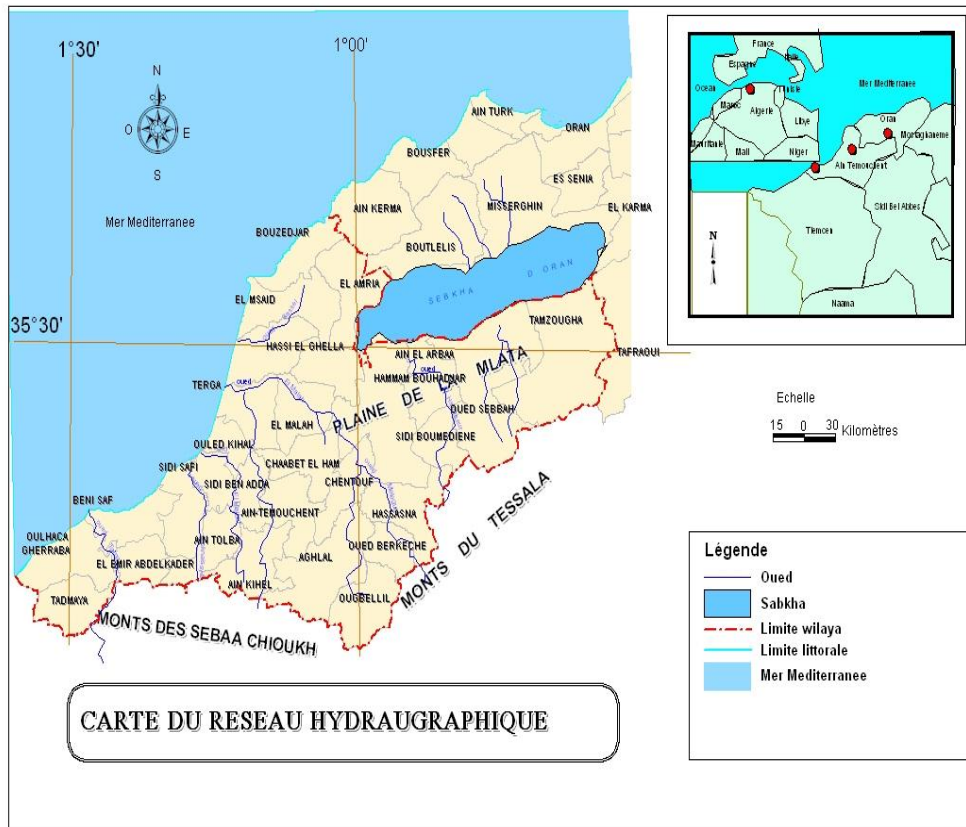 1°30'
1°00'
N
O
E
S
Mer Mediterranee
35°30'
AIN TURK
ORAN
BOUSFER
ES SENIA
MISSERGHIN
EL KARMA
AIN KERMA
BOUZEDJAR
BOUTLELIS
EL AMRIA
SEBKHA D ORAN
EL MSAID
TAMZOUGHA
HASSI EL GHELLA
AIN EL ARBAA
TAFRAOUI
oued
HAMMAM BOUHADJAR
TERGA
oued
PLAINE DE LA MLATA
OUED SEBBAH
EL MALAH
SIDI BOUMEDIENE
OULED KIHAL
SIDI SAFI
CHAABET EL HAM
SIDI BEN ADDA
CHENTOUF
BENI SAF
AIN-TEMOUCHENT
HASSASNA
OULHACA
GHERRABA
AIN TOLBA
OUED BERKECHE
EL EMIR ABDELKADER
AGHLAL
AIN KIHEL
OUGBELLIL
TADMAYA
MONTS DU TESSALA
MONTS DES SEBAA CHIOUKH
CARTE DU RESEAU HYDRAUGRAPHIQUE
France
Espagne
Ocean
Mer Mediterranee
Maroc
Algerie
Libye
Mauritanie
Mali
Niger
Oran
Ain Temouchent
Sidi Bel Abbes
Tlemcen
Naama
N
Echelle
15 0 30 Kilomètres
Légende
Oued
Sabkha
Limite wilaya
Limite littorale
Mer Mediterranee